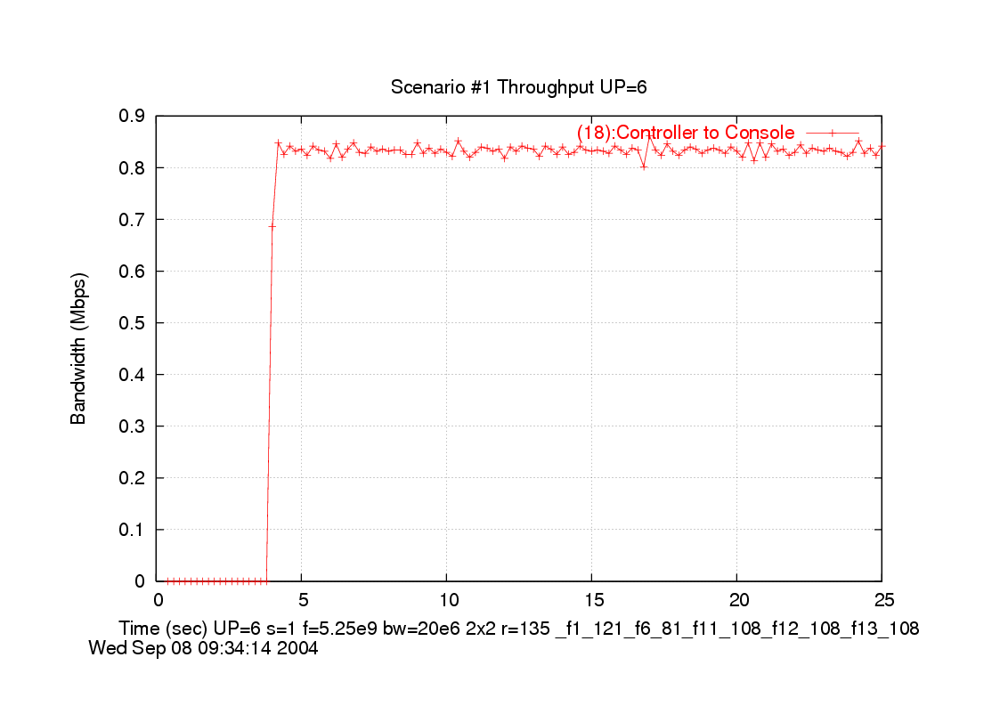 Scenario #1 Throughput UP=6
(18):Controller to Console
0.9
0.8
0.7
0.6
0.5
0.4
0.3
0.2
0.1
0
Bandwidth (Mbps)
0 5 10 15 20 25
Time (sec) UP=6 s=1 f=5.25e9 bw=20e6 2x2 r=135 _f1_121_f6_81_f11_108_f12_108_f13_108
Wed Sep 08 09:34:14 2004